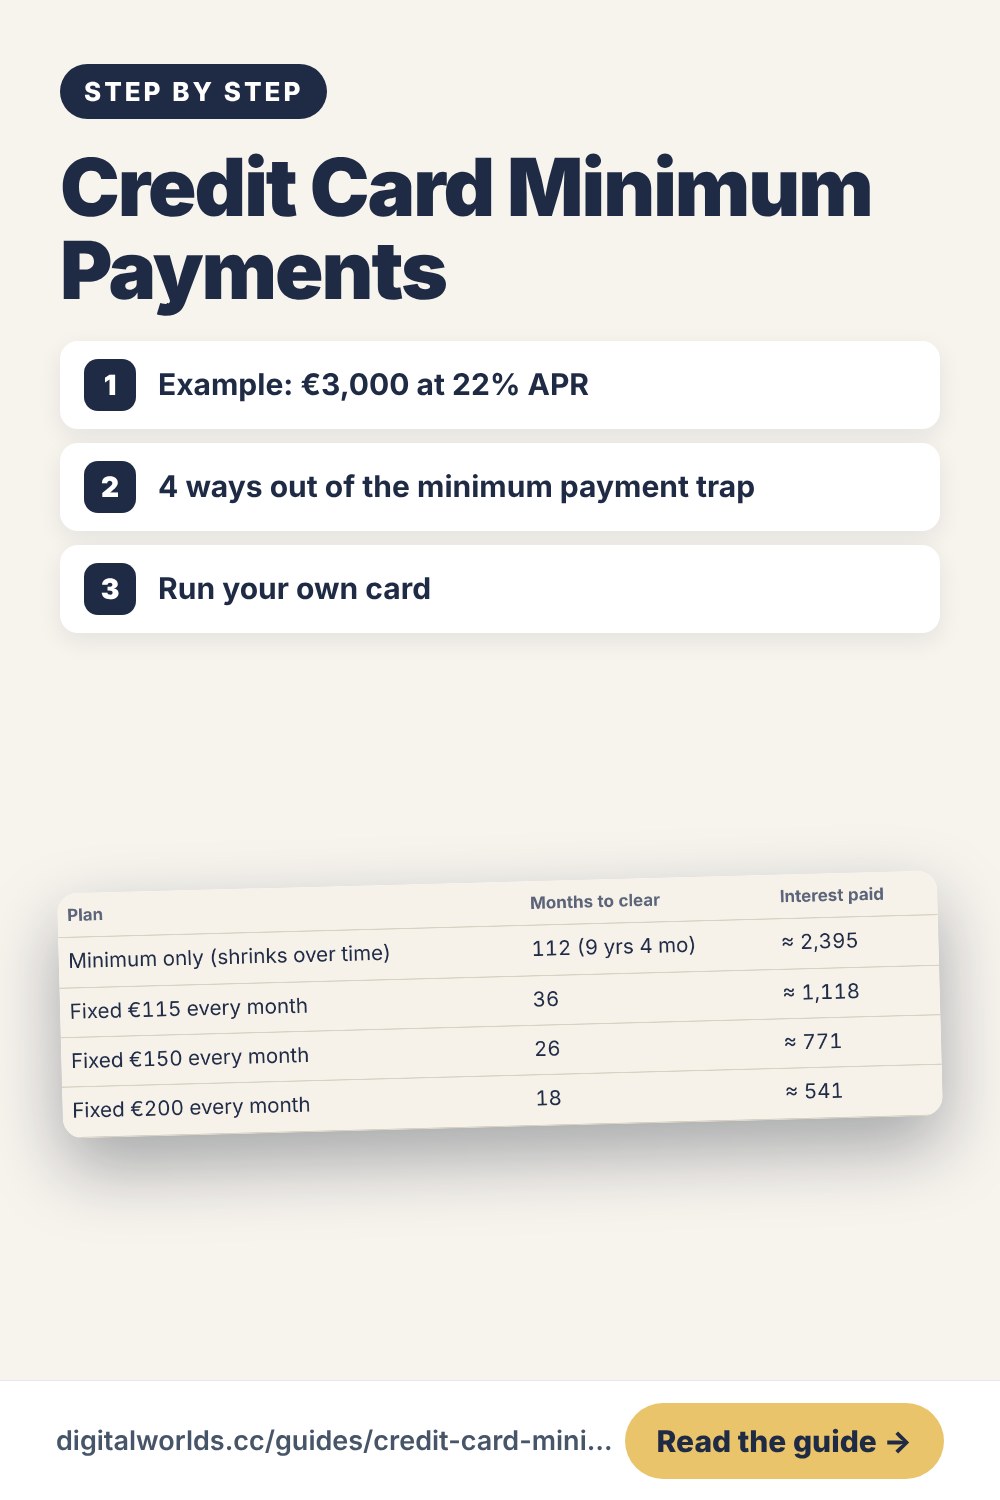 STEP BY STEP
Credit Card Minimum
Payments
1 Example: €3,000 at 22% APR
2 4 ways out of the minimum payment trap
3 Run your own card
Plan Months to clear Interest paid
Minimum only (shrinks over time) 112 (9 yrs 4 mo) ≈ 2,395
Fixed €115 every month 36 ≈ 1,118
Fixed €150 every month 26 ≈ 771
Fixed €200 every month 18 ≈ 541
digitalworlds.cc/guides/credit-card-mini... Read the guide →